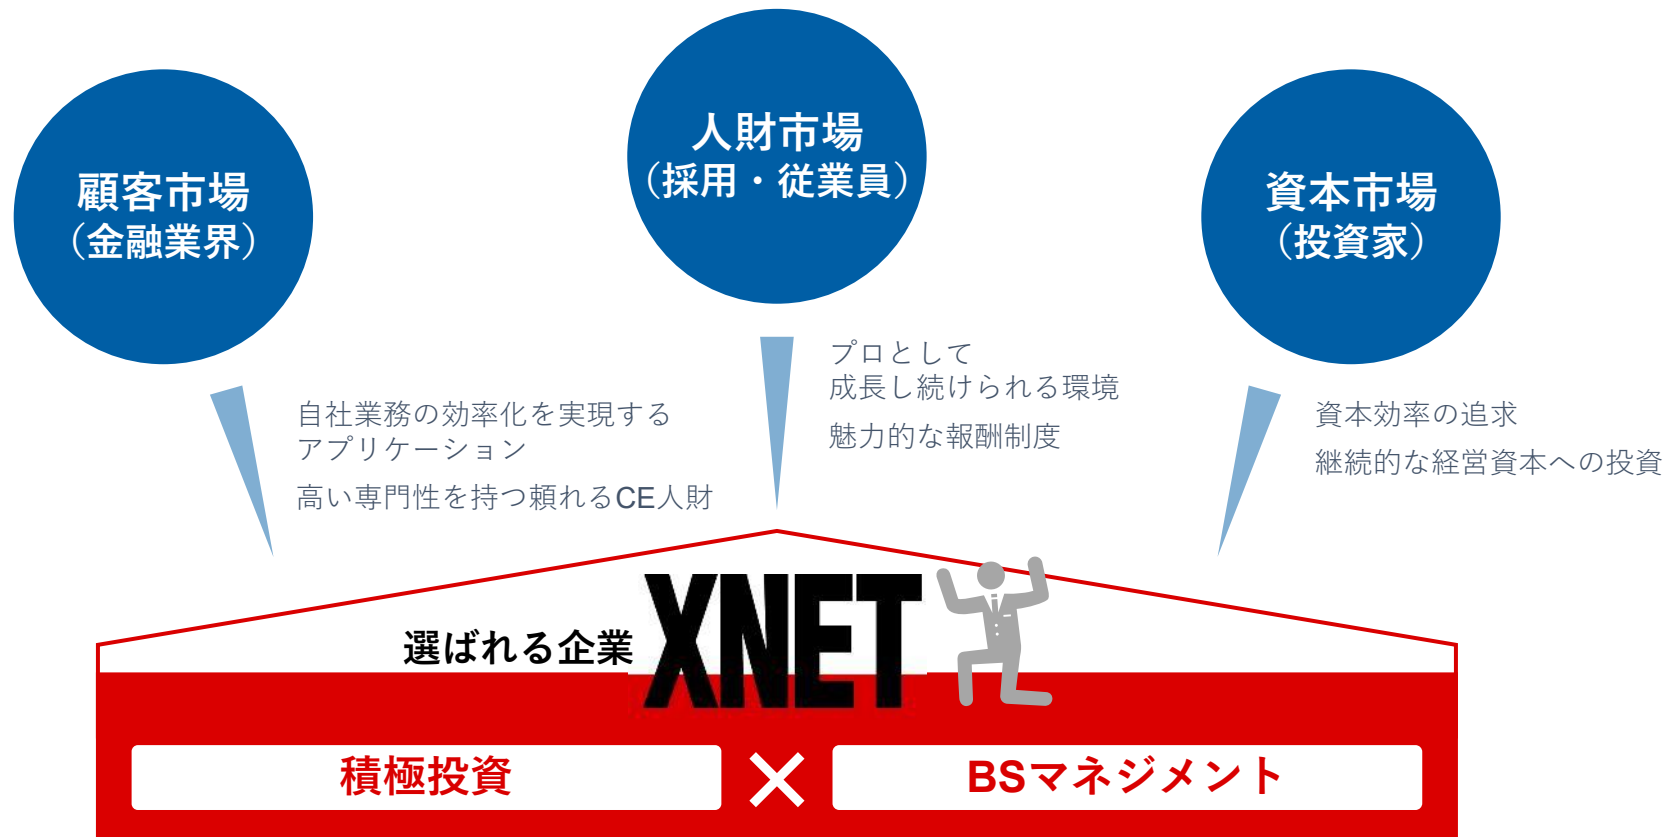 顧客市場
（金融業界）
人財市場
（採用・従業員）
資本市場
（投資家）
自社業務の効率化を実現する
アプリケーション
高い専門性を持つ頼れるCE人財
プロとして
成長し続けられる環境
魅力的な報酬制度
資本効率の追求
継続的な経営資本への投資
選ばれる企業 XNET
積極投資 × BSマネジメント